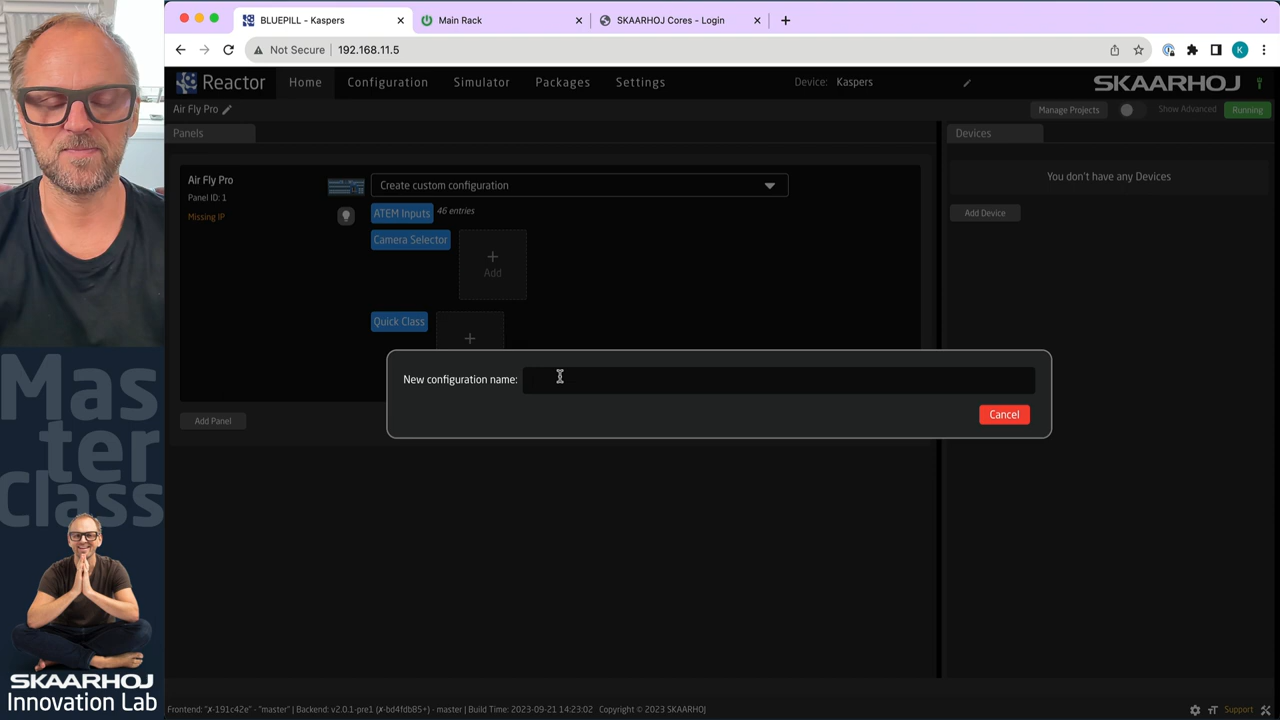 BLUEPILL - Kaspers
Main Rack
SKAARHOJ Cores - Login
Not Secure
192.168.11.5
K
Reactor
Home
Configuration
Simulator
Packages
Settings
Device:
Kaspers
SKAARHOJ
Air Fly Pro
Manage Projects
Show Advanced
Running
Panels
Devices
Air Fly Pro
Panel ID: 1
Missing IP
Create custom configuration
ATEM Inputs
46 entries
Camera Selector
Add
Quick Class
You don't have any Devices
Add Device
New configuration name:
Cancel
Add Panel
Mas
ter
Class
SKAARHOJ
Innovation Lab
Frontend: "✗-191c42e" - "master" | Backend: v2.0.1-pre1 (✗-bd4fdb85+) - master | Build Time: 2023-09-21.14:23:02 Copyright © 2023 SKAARHOJ
Support